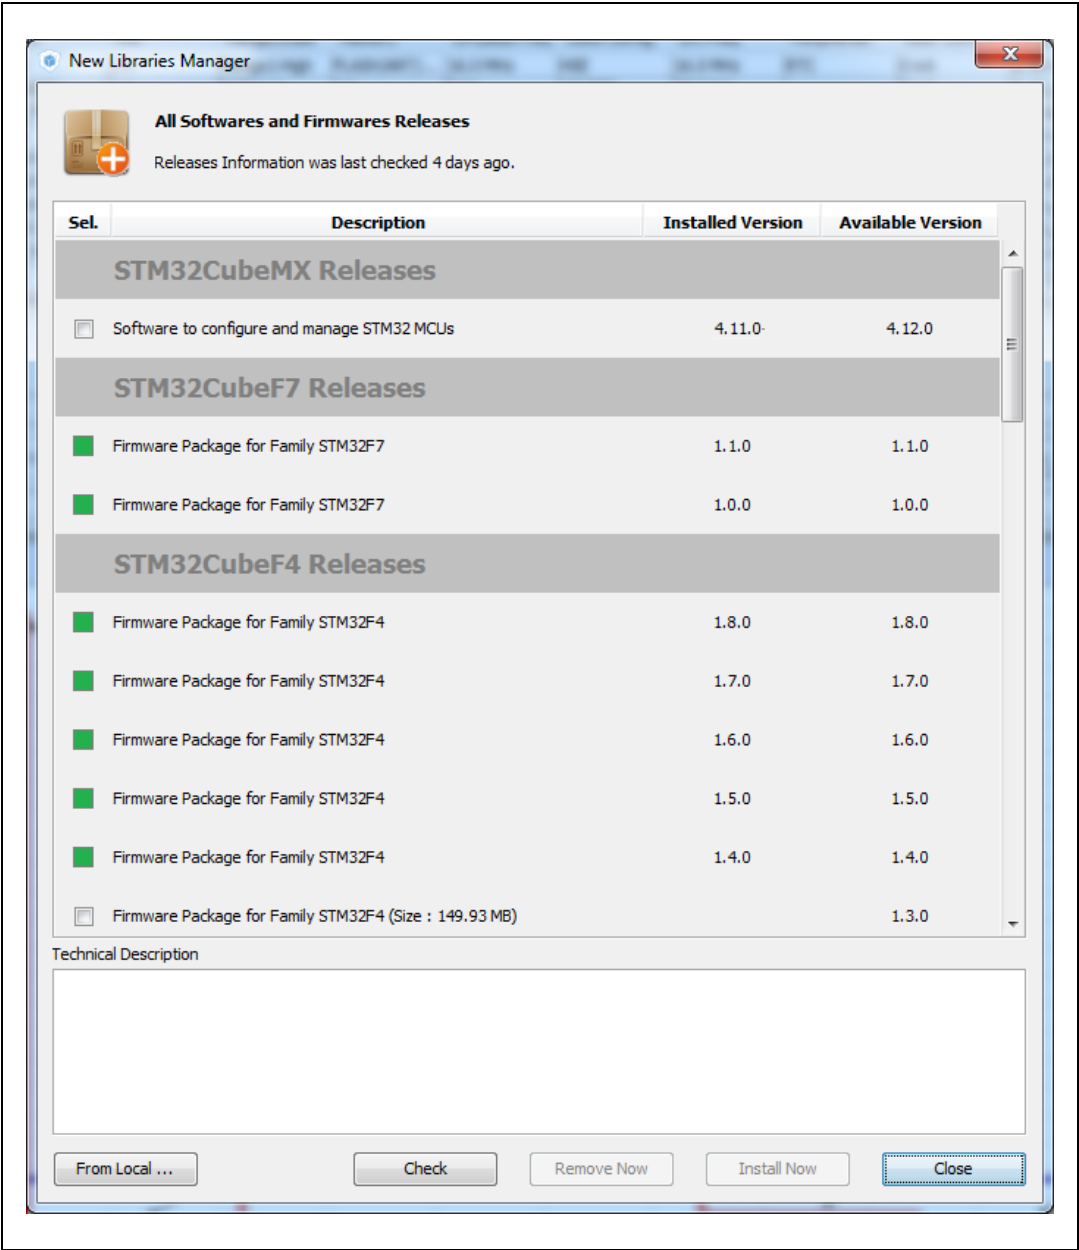 New Libraries Manager
All Softwares and Firmwares Releases
Releases Information was last checked 4 days ago.
Sel. Description Installed Version Available Version
STM32CubeMX Releases
Software to configure and manage STM32 MCUs 4.11.0 4.12.0
STM32CubeF7 Releases
Firmware Package for Family STM32F7 1.1.0 1.1.0
Firmware Package for Family STM32F7 1.0.0 1.0.0
STM32CubeF4 Releases
Firmware Package for Family STM32F4 1.8.0 1.8.0
Firmware Package for Family STM32F4 1.7.0 1.7.0
Firmware Package for Family STM32F4 1.6.0 1.6.0
Firmware Package for Family STM32F4 1.5.0 1.5.0
Firmware Package for Family STM32F4 1.4.0 1.4.0
Firmware Package for Family STM32F4 (Size : 149.93 MB) 1.3.0
Technical Description
From Local ... Check Remove Now Install Now Close